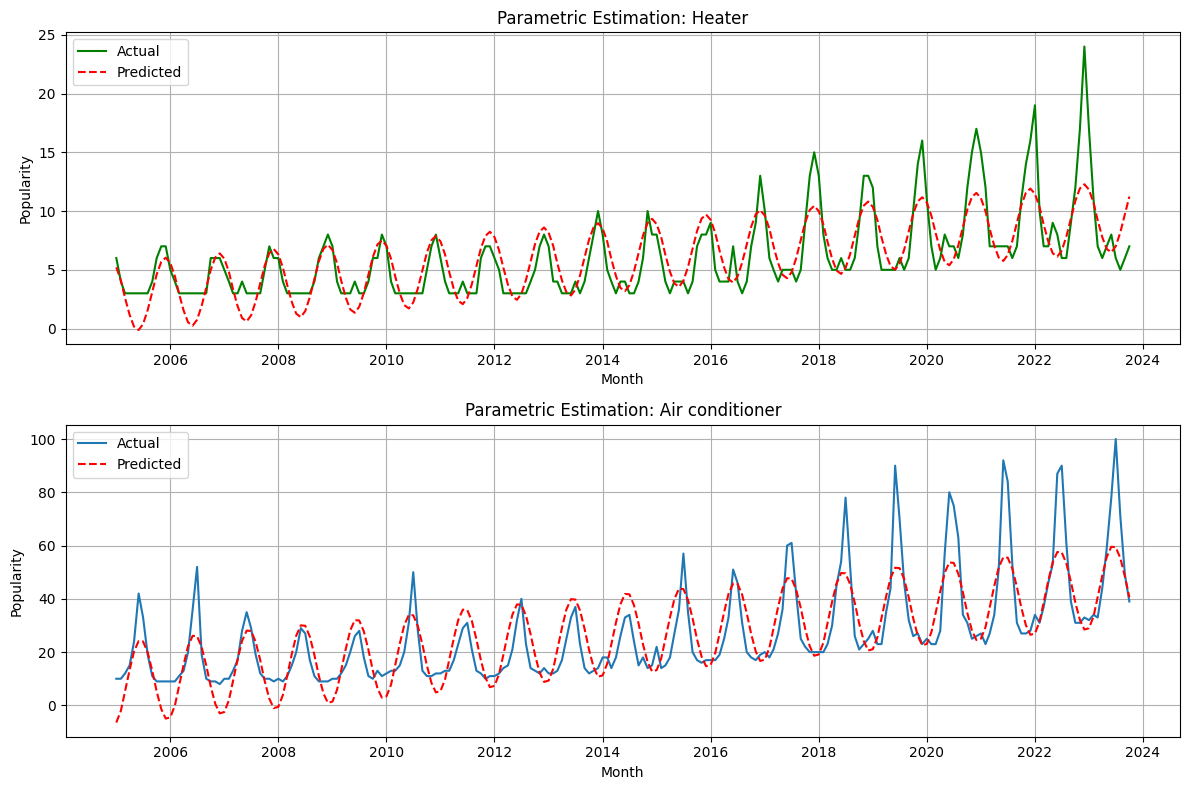 Parametric Estimation: Heater
25
20
15
10
5
0
Popularity
Actual
Predicted
2006 2008 2010 2012 2014 2016 2018 2020 2022 2024
Month
Parametric Estimation: Air conditioner
100
80
60
40
20
0
Popularity
Actual
Predicted
2006 2008 2010 2012 2014 2016 2018 2020 2022 2024
Month